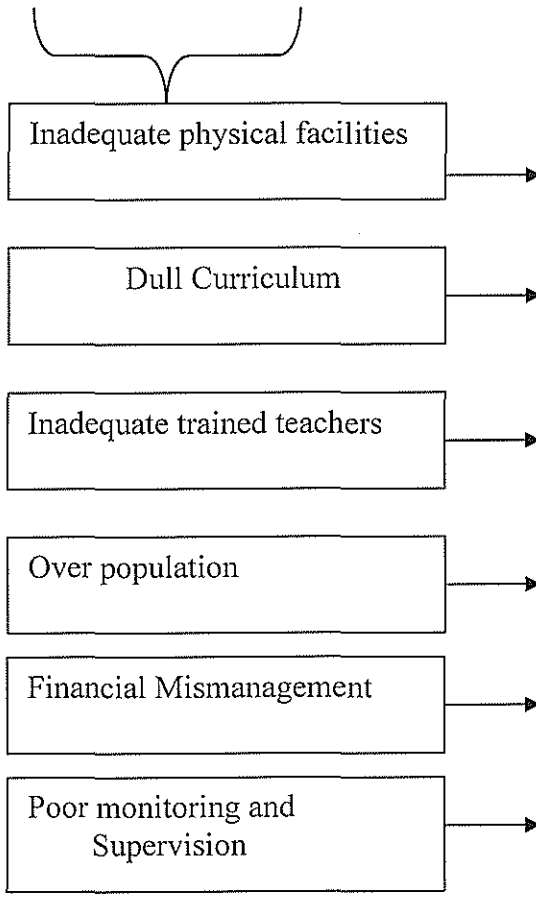 Inadequate physical facilities
Dull Curriculum
Inadequate trained teachers
Over population
Financial Mismanagement
Poor monitoring and
Supervision